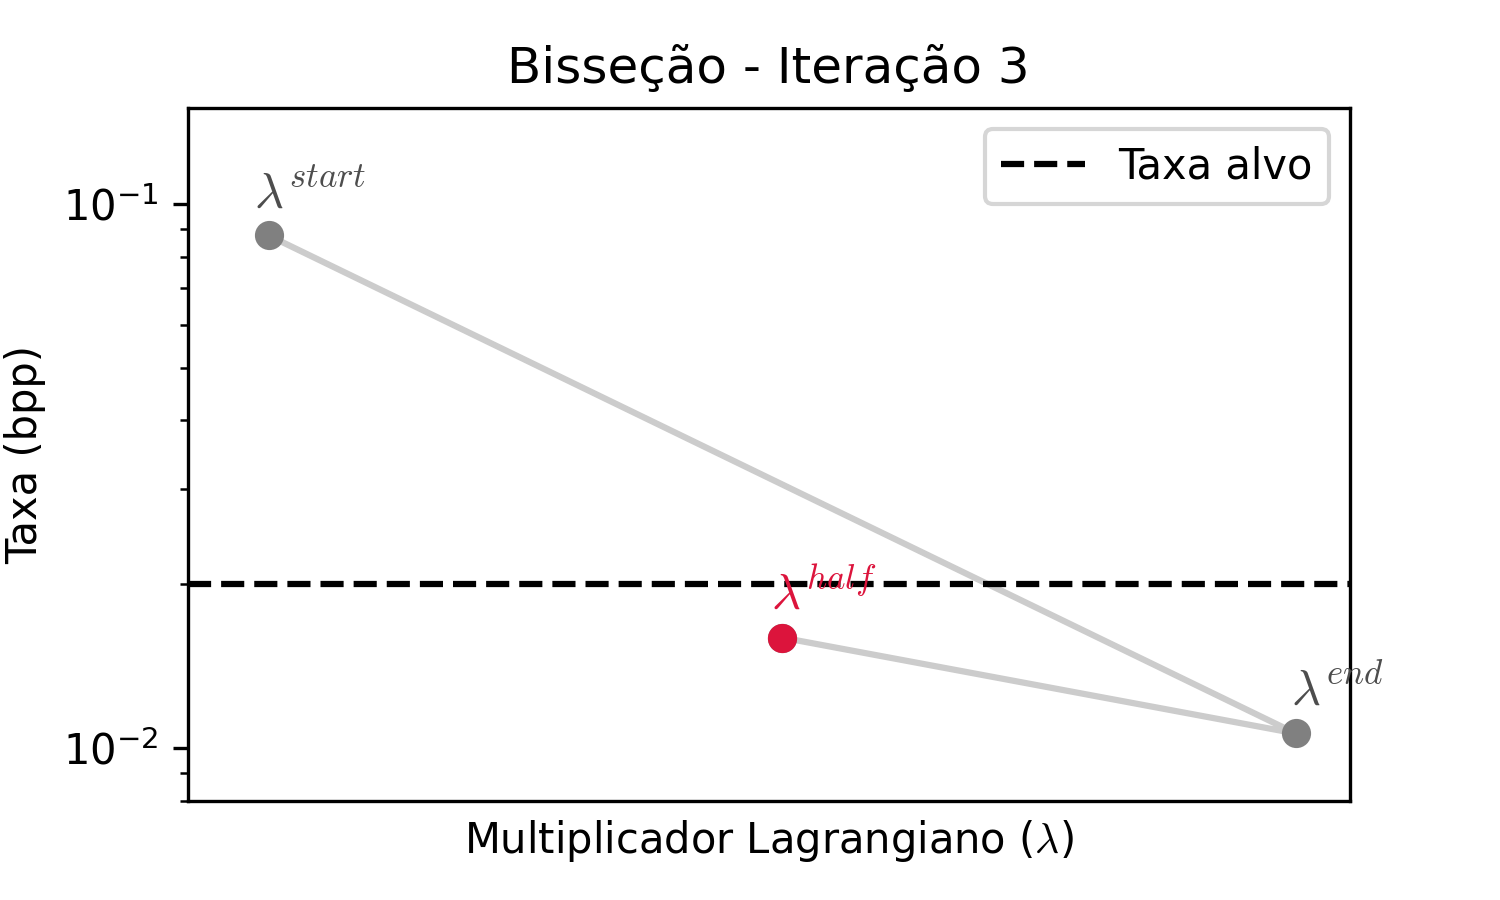 Bisseção - Iteração 3
Taxa alvo
λ^start
10^−1
Taxa (bpp)
λ^half
λ^end
10^−2
Multiplicador Lagrangiano (λ)